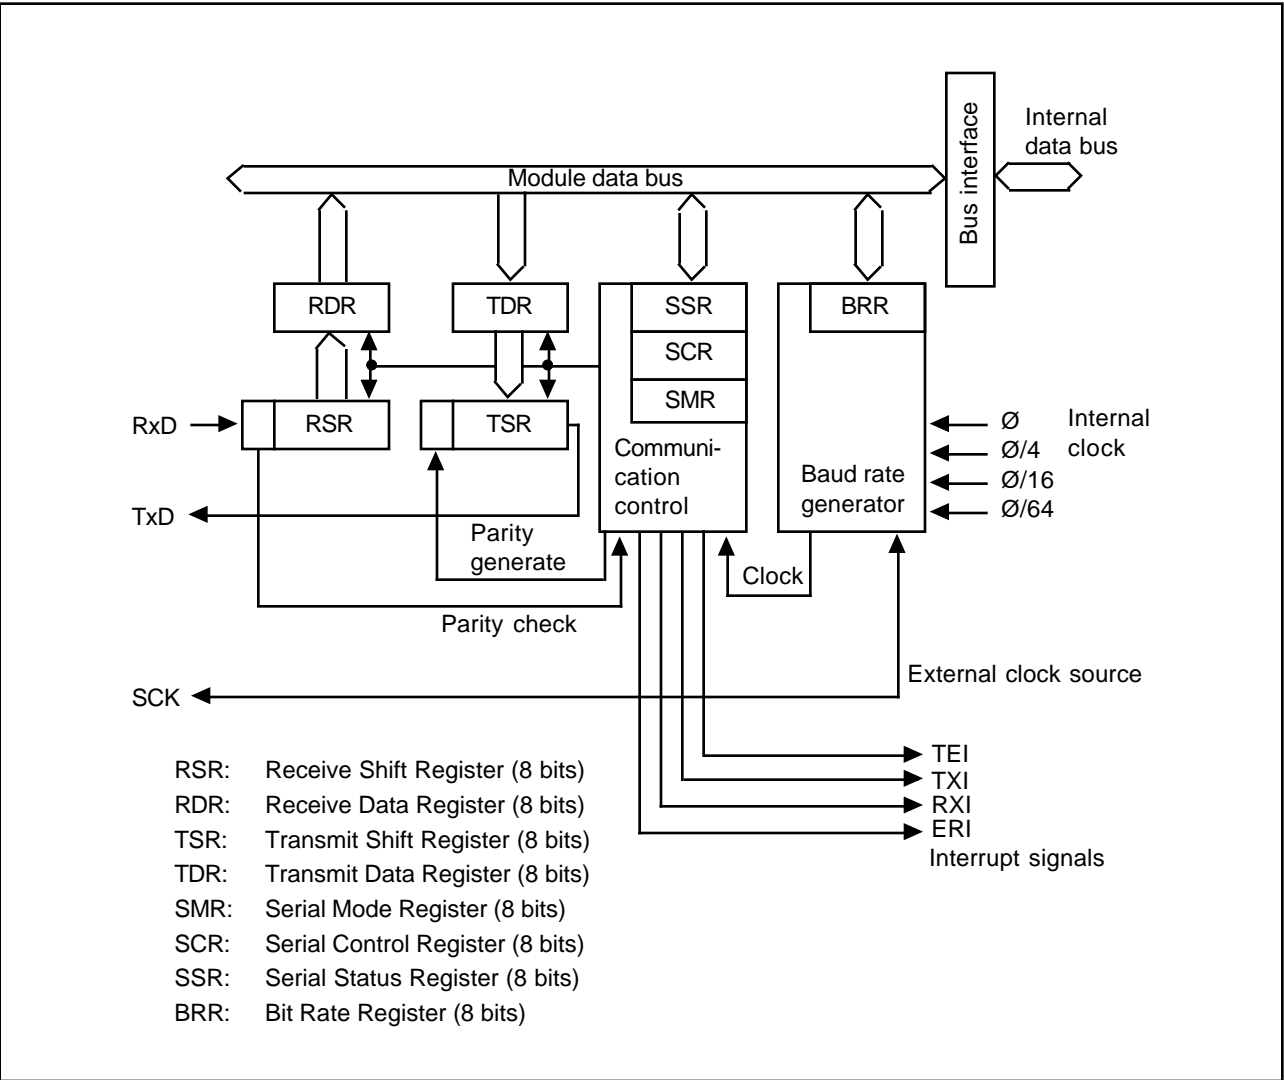 Internal
data bus
Bus interface
Module data bus
RDR
TDR
SSR
BRR
SCR
SMR
RxD
RSR
TSR
Ø
Internal
clock
Ø/4
Ø/16
Ø/64
Communi-
cation
control
Baud rate
generator
TxD
Parity
generate
Clock
Parity check
External clock source
SCK
TEI
TXI
RXI
ERI
Interrupt signals
RSR: Receive Shift Register (8 bits)
RDR: Receive Data Register (8 bits)
TSR: Transmit Shift Register (8 bits)
TDR: Transmit Data Register (8 bits)
SMR: Serial Mode Register (8 bits)
SCR: Serial Control Register (8 bits)
SSR: Serial Status Register (8 bits)
BRR: Bit Rate Register (8 bits)